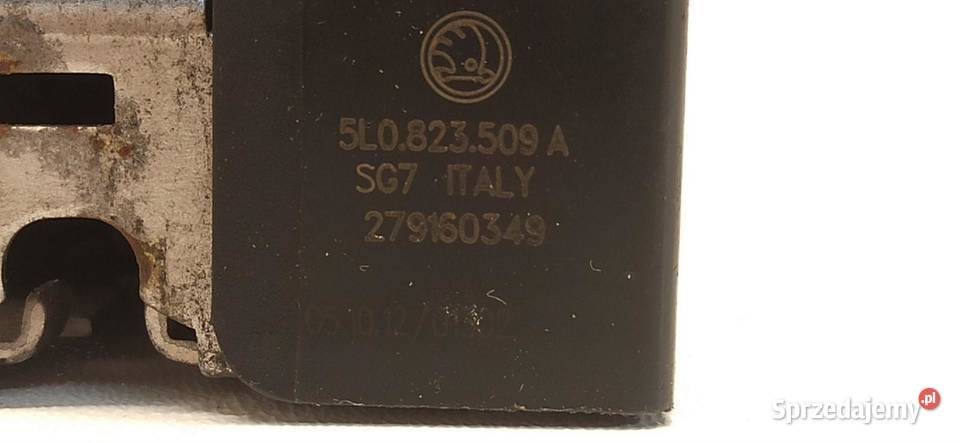 5L0.823.509 A
SG7 ITALY
279160349
Sprzedajemy.pl